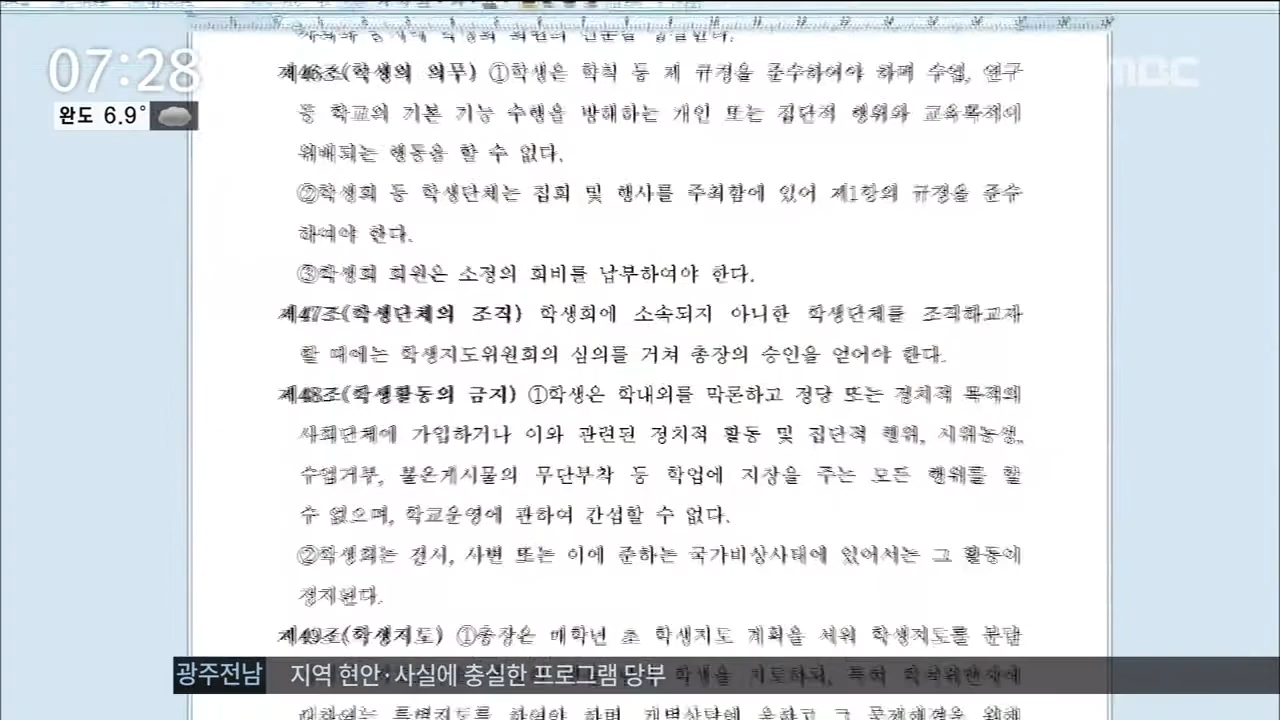 07:28
MBC
완도 6.9°
제46조(학생의 의무) ①학생은 학칙 등 제 규정을 준수하여야 하며 수업, 연구
등 학교의 기본 기능 수행을 방해하는 개인 또는 집단적 행위와 교육목적에
위배되는 행동을 할 수 없다.
②학생회 등 학생단체는 집회 및 행사를 주최함에 있어 제1항의 규정을 준수
하여야 한다.
③학생회 회원은 소정의 회비를 납부하여야 한다.
제47조(학생단체의 조직) 학생회에 소속되지 아니한 학생단체를 조직하고자
할 때에는 학생지도위원회의 심의를 거쳐 총장의 승인을 얻어야 한다.
제48조(학생활동의 금지) ①학생은 학내외를 막론하고 정당 또는 정치적 목적의
사회단체에 가입하거나 이와 관련된 정치적 활동 및 집단적 행위, 시위농성,
수업거부, 불온게시물의 무단부착 등 학업에 지장을 주는 모든 행위를 할
수 없으며, 학교운영에 관하여 간섭할 수 없다.
②학생회는 전시, 사변 또는 이에 준하는 국가비상사태에 있어서는 그 활동이
정지된다.
제49조(학생지도) ①총장은 매학년 초 학생지도 계획을 세워 학생지도를 분담
광주전남 지역 현안·사실에 충실한 프로그램 당부